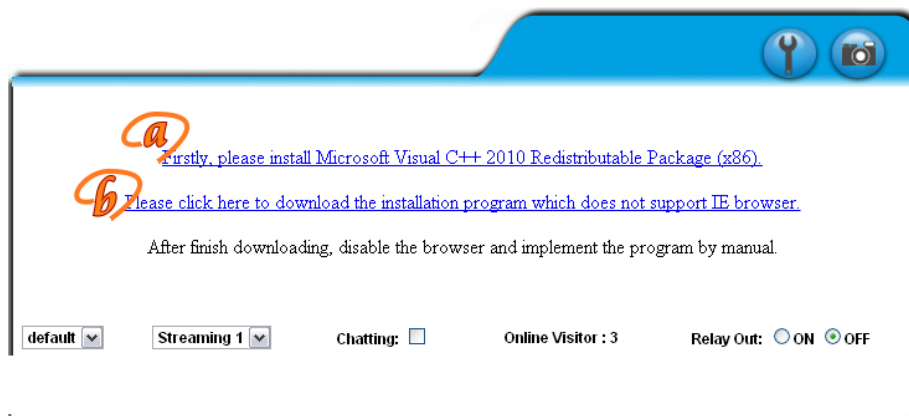 a
Firstly, please install Microsoft Visual C++ 2010 Redistributable Package (x86).
b
Please click here to download the installation program which does not support IE browser.
After finish downloading, disable the browser and implement the program by manual.
default Streaming 1 Chatting: Online Visitor : 3 Relay Out: ON OFF